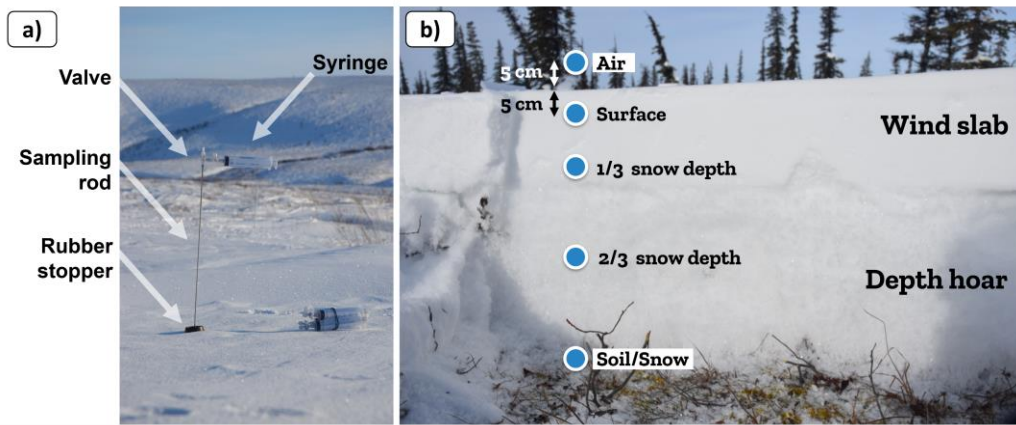 a)
Valve
Syringe
Sampling
rod
Rubber
stopper
b)
Air
5 cm
5 cm
Surface
Wind slab
1/3 snow depth
2/3 snow depth
Depth hoar
Soil/Snow